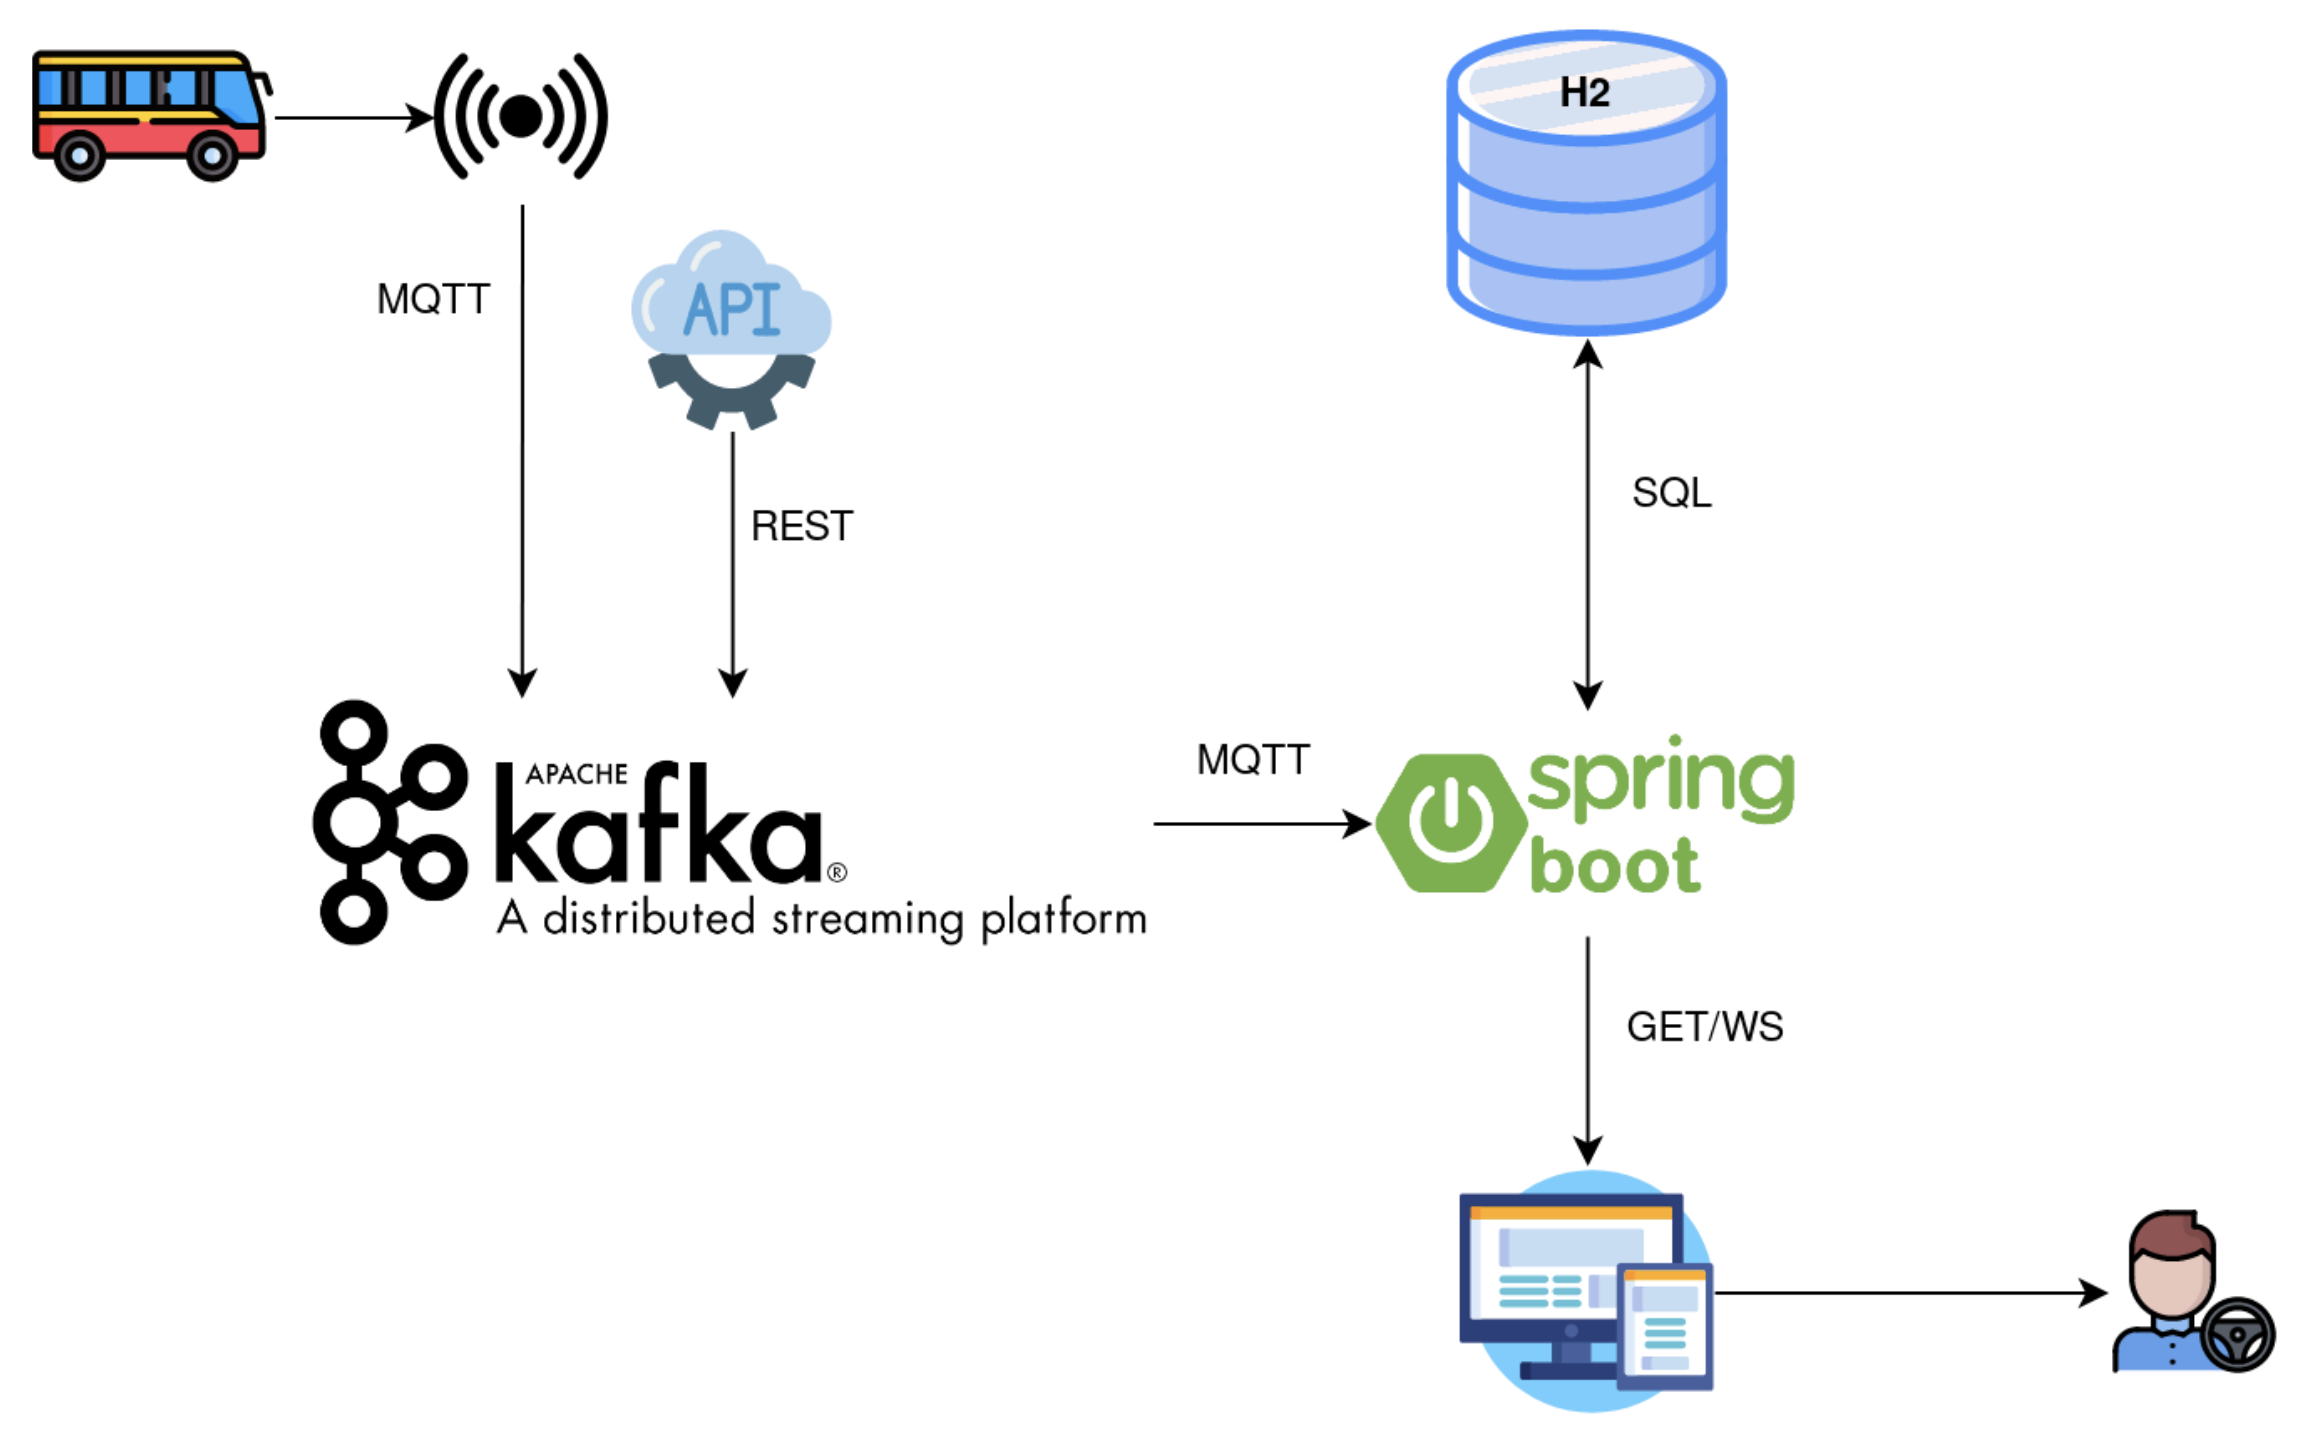 H2
MQTT
API
REST
SQL
APACHE
kafka®
A distributed streaming platform
MQTT
spring
boot
GET/WS